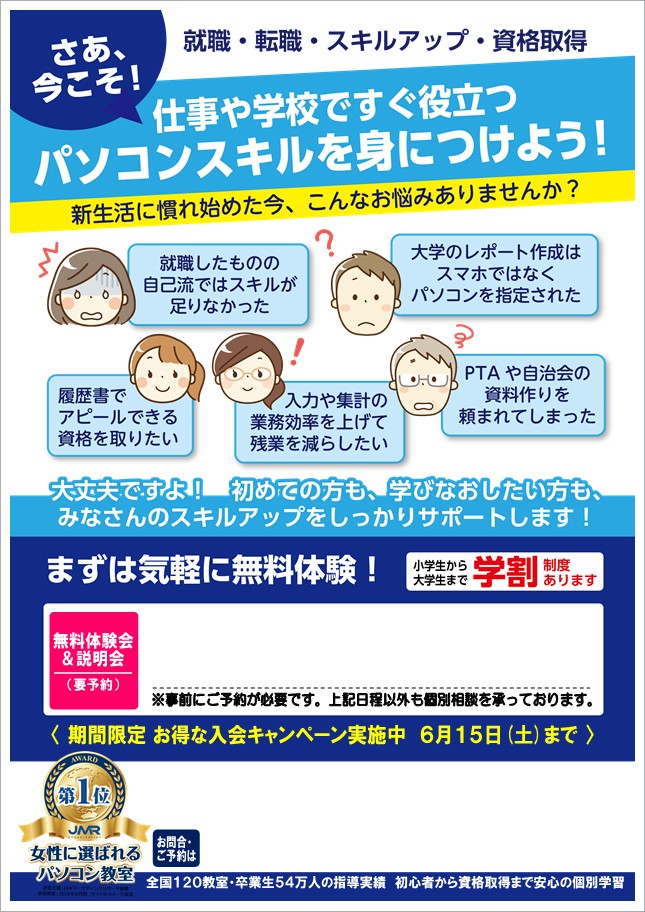 さあ、
今こそ!
就職・転職・スキルアップ・資格取得
仕事や学校ですぐ役立つ
パソコンスキルを身につけよう!
新生活に慣れ始めた今、こんなお悩みありませんか?
就職したものの
自己流ではスキルが
足りなかった
大学のレポート作成は
スマホではなく
パソコンを指定された
履歴書で
アピールできる
資格を取りたい
入力や集計の
業務効率を上げて
残業を減らしたい
PTAや自治会の
資料作りを
頼まれてしまった
大丈夫ですよ! 初めての方も、学びなおしたい方も、
みなさんのスキルアップをしっかりサポートします!
まずは気軽に無料体験!
小学生から
大学生まで
学割
制度
あります
無料体験会
&説明会
(要予約)
※事前にご予約が必要です。上記日程以外も個別相談を承っております。
〈 期間限定 お得な入会キャンペーン実施中 6月15日(土)まで 〉
AWARD
第1位
JMR
女性に選ばれる
パソコン教室
お問合・
ご予約は
全国120教室・卒業生54万人の指導実績 初心者から資格取得まで安心の個別学習